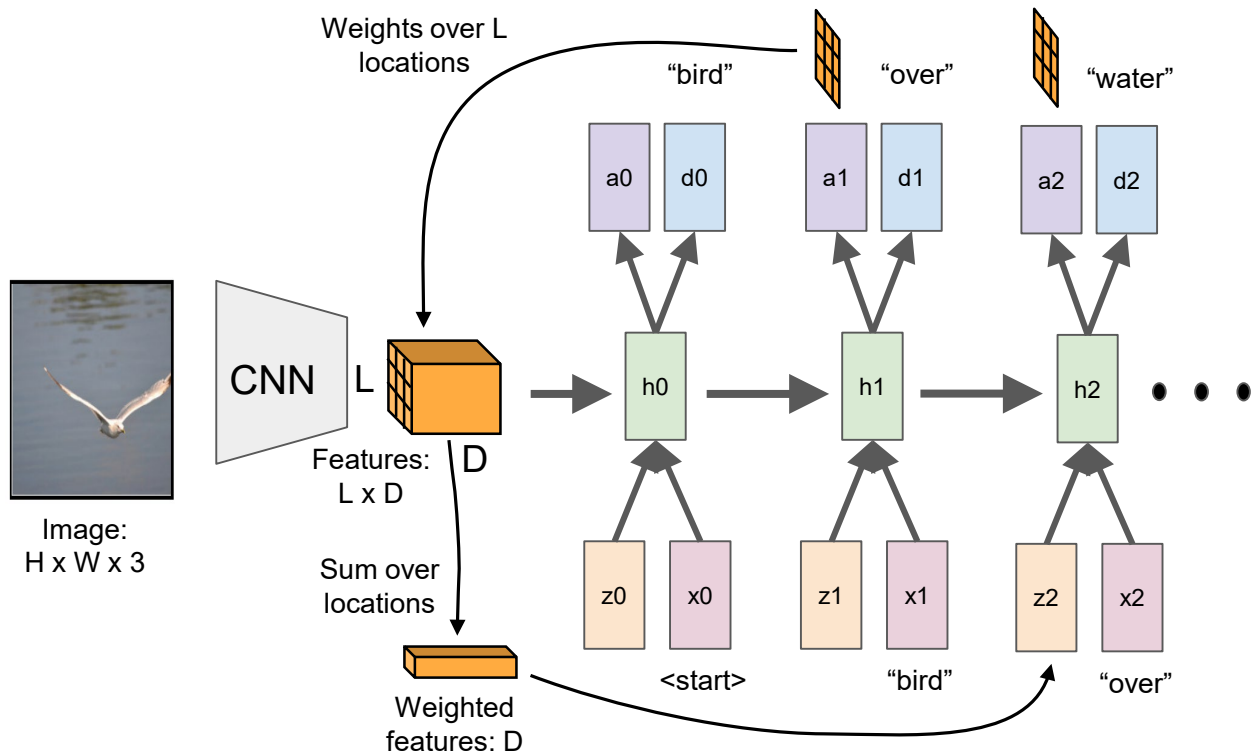 Weights over L
locations
“bird”
“over”
“water”
a0
d0
a1
d1
a2
d2
CNN
L
h0
h1
h2
D
Features:
L x D
Image:
H x W x 3
Sum over
locations
z0
x0
z1
x1
z2
x2
<start>
“bird”
“over”
Weighted
features: D